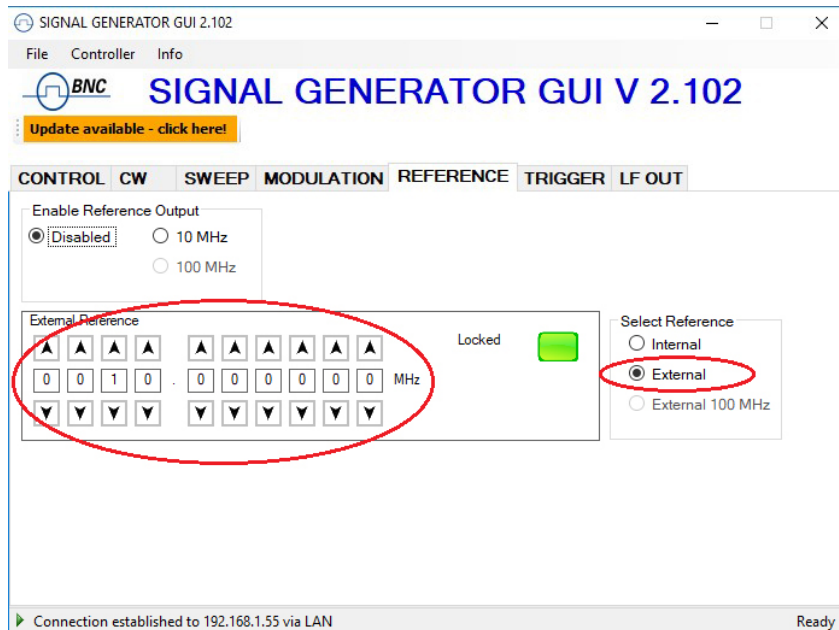 SIGNAL GENERATOR GUI 2.102
File Controller Info
BNC
SIGNAL GENERATOR GUI V 2.102
Update available - click here!
CONTROL CW SWEEP MODULATION REFERENCE TRIGGER LF OUT
Enable Reference Output
Disabled 10 MHz
100 MHz
External Reference
Locked
0 0 1 0 . 0 0 0 0 0 0 MHz
Select Reference
Internal
External
External 100 MHz
Connection established to 192.168.1.55 via LAN Ready